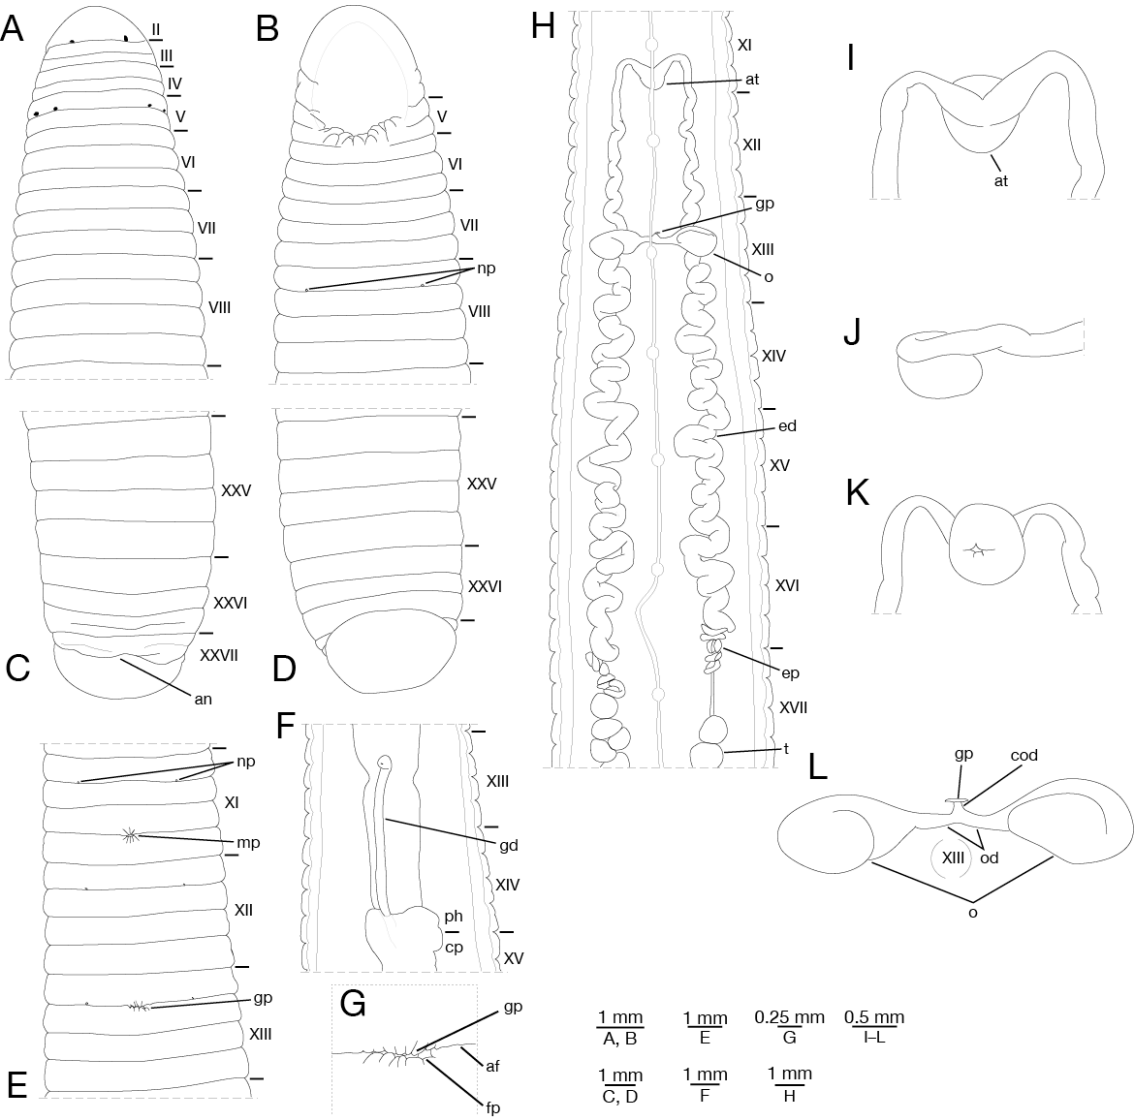 A
II
III
IV
V
VI
VII
VIII
B
V
VI
VII
np
VIII
C
XXV
XXVI
XXVII
an
D
XXV
XXVI
E
np
XI
mp
XII
gp
XIII
F
XIII
gd
XIV
ph
cp
XV
G
gp
af
fp
H
XI
at
XII
gp
XIII
o
XIV
ed
XV
XVI
ep
XVII
t
I
at
J
K
L
gp cod
XIII od
o
1 mm 1 mm 0.25 mm 0.5 mm
A, B E G I–L
1 mm 1 mm 1 mm
C, D F H